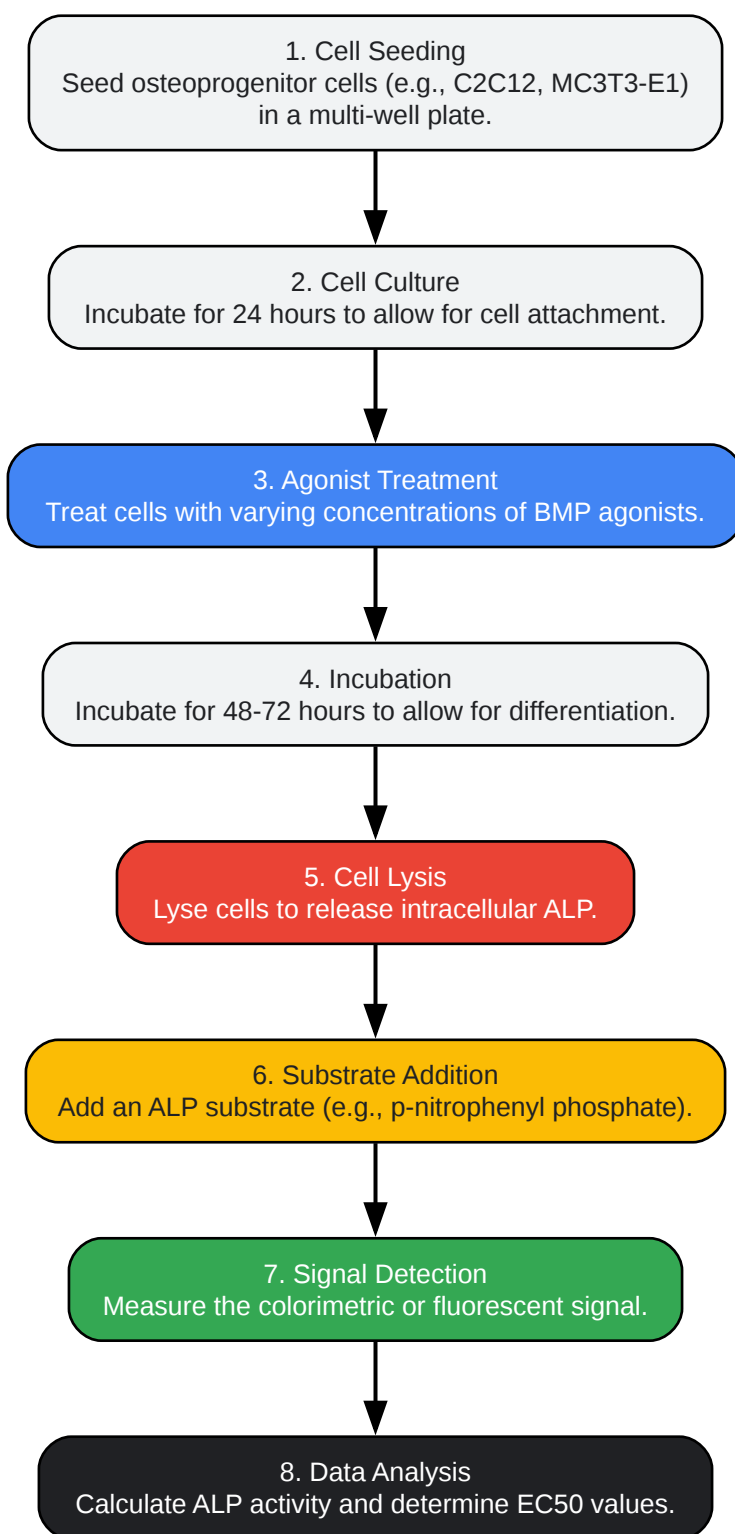 1. Cell Seeding
Seed osteoprogenitor cells (e.g., C2C12, MC3T3-E1)
in a multi-well plate.
2. Cell Culture
Incubate for 24 hours to allow for cell attachment.
3. Agonist Treatment
Treat cells with varying concentrations of BMP agonists.
4. Incubation
Incubate for 48-72 hours to allow for differentiation.
5. Cell Lysis
Lyse cells to release intracellular ALP.
6. Substrate Addition
Add an ALP substrate (e.g., p-nitrophenyl phosphate).
7. Signal Detection
Measure the colorimetric or fluorescent signal.
8. Data Analysis
Calculate ALP activity and determine EC50 values.